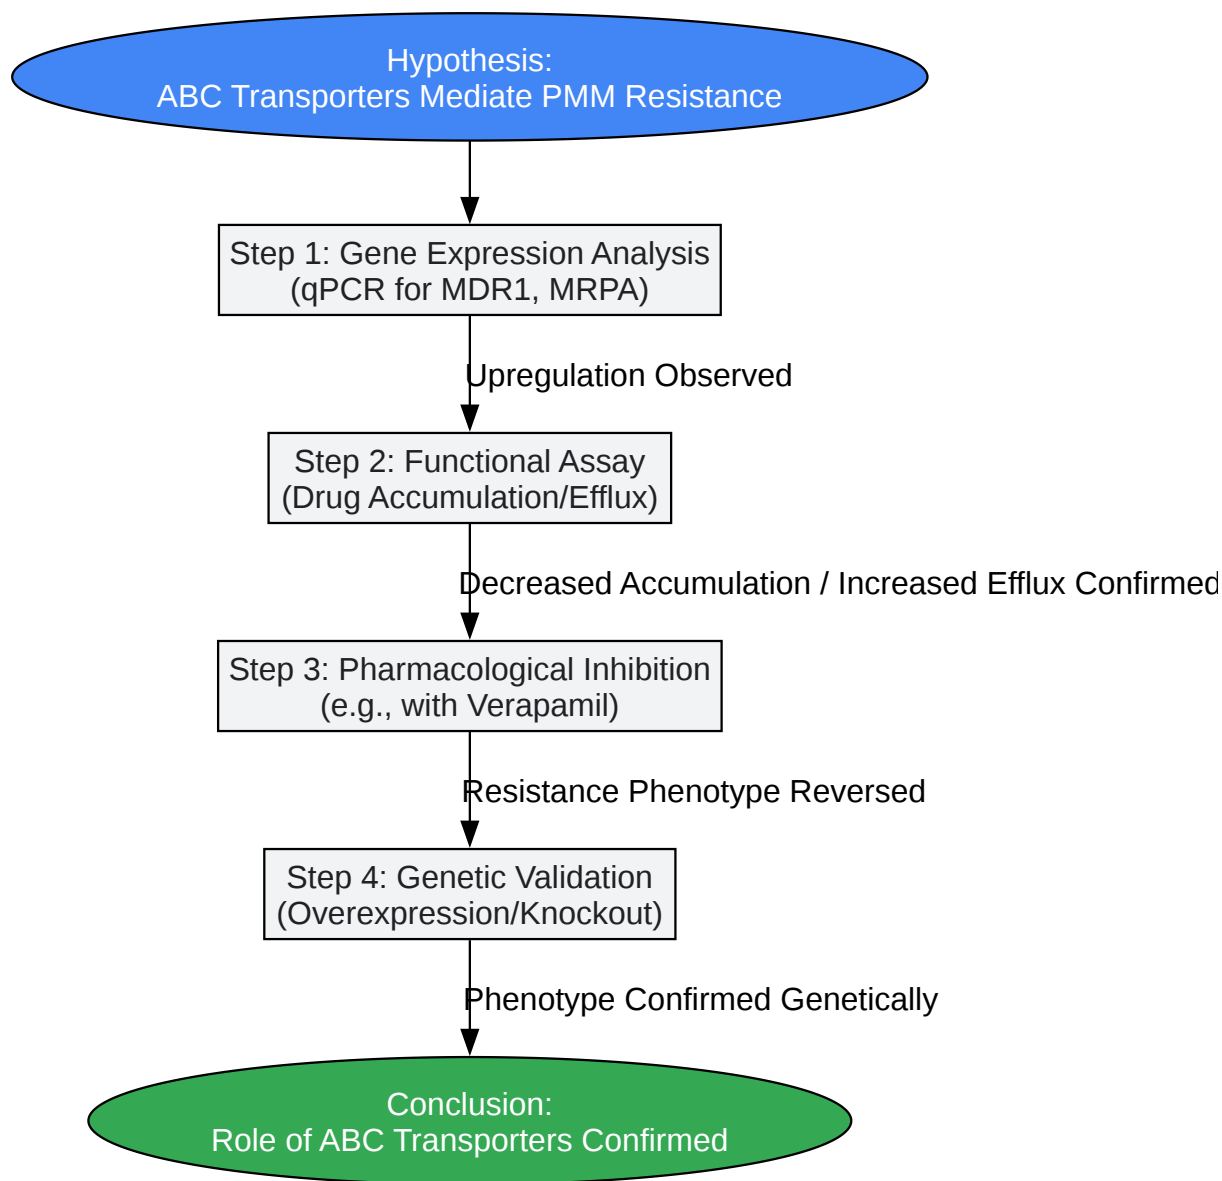 Hypothesis:
ABC Transporters Mediate PMM Resistance
Step 1: Gene Expression Analysis
(qPCR for MDR1, MRPA)
Upregulation Observed
Step 2: Functional Assay
(Drug Accumulation/Efflux)
Decreased Accumulation / Increased Efflux Confirmed
Step 3: Pharmacological Inhibition
(e.g., with Verapamil)
Resistance Phenotype Reversed
Step 4: Genetic Validation
(Overexpression/Knockout)
Phenotype Confirmed Genetically
Conclusion:
Role of ABC Transporters Confirmed